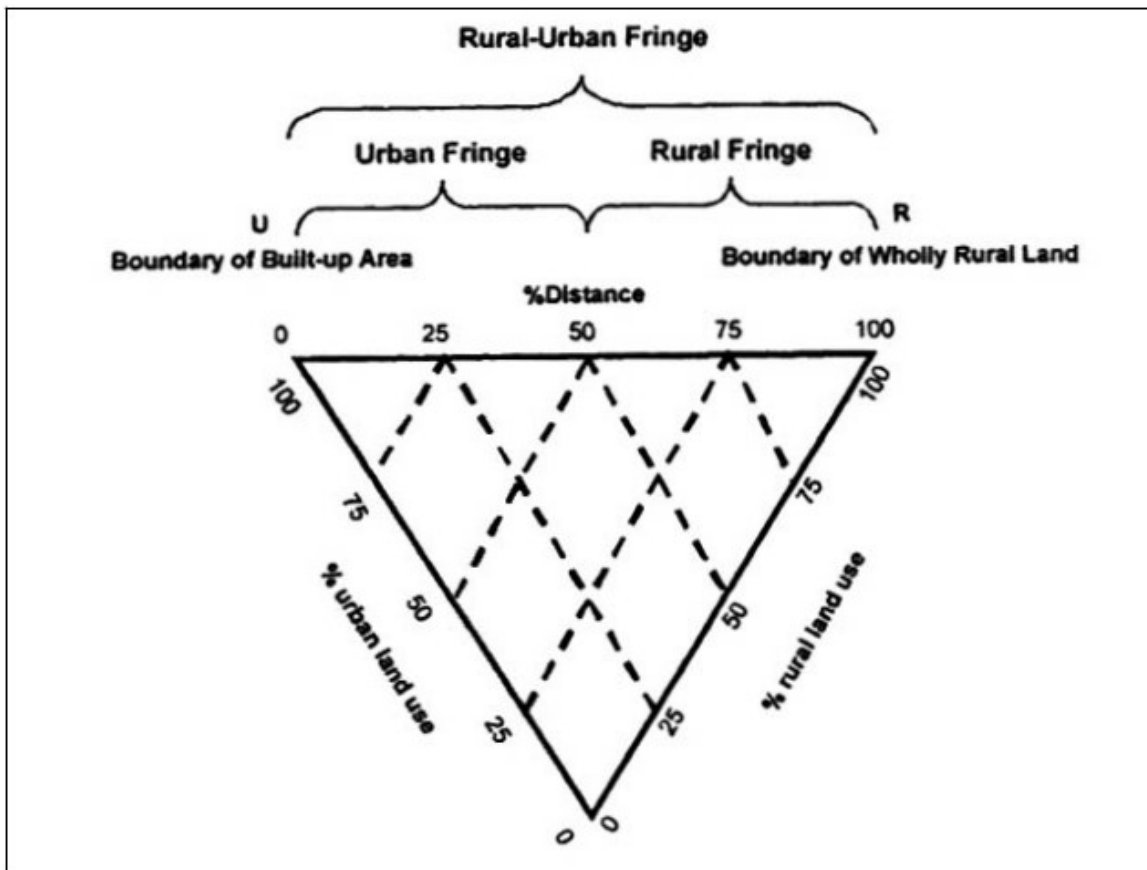 Rural-Urban Fringe
Urban Fringe
Rural Fringe
U
R
Boundary of Built-up Area
Boundary of Wholly Rural Land
%Distance
0
25
50
75
100
100
100
75
75
% urban land use
50
50
% rural land use
25
25
0
0